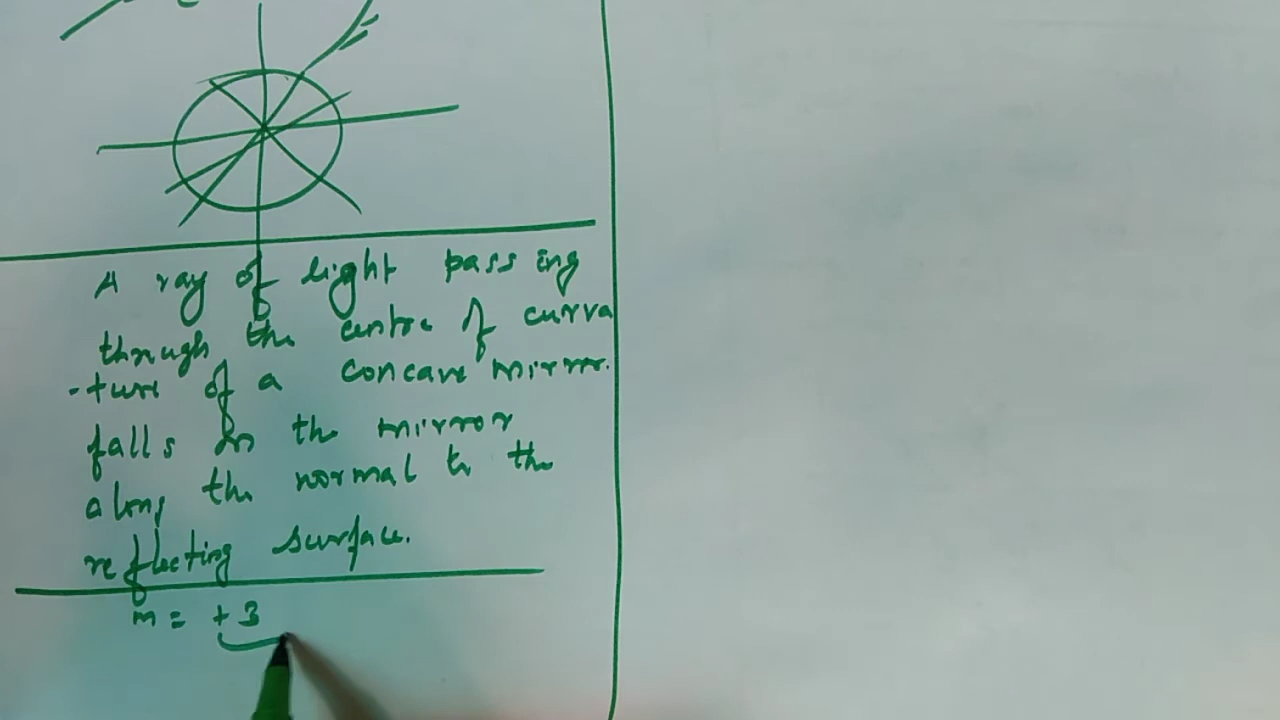 A ray of light passing
through the centre of curva
-ture of a concave mirror.
falls on the mirror
along the normal to the
reflecting surface.
m = +3